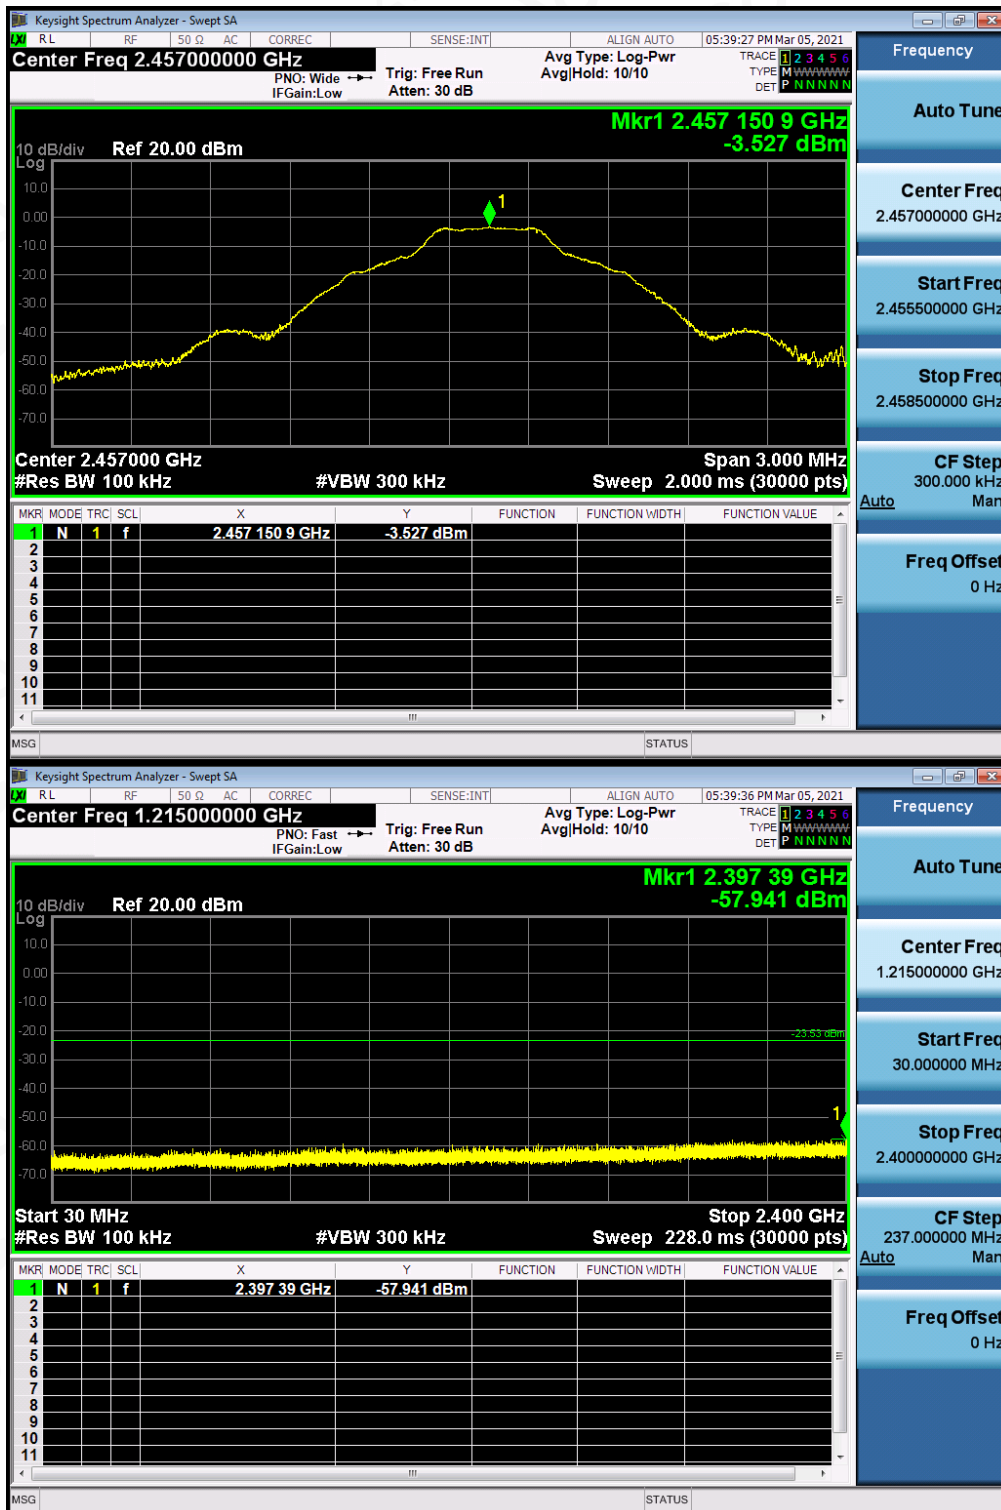 Keysight Spectrum Analyzer - Swept SA
LXI RL RF 50 Ω AC CORREC SENSE:INT ALIGN AUTO 05:39:27 PM Mar 05, 2021
Center Freq 2.457000000 GHz
PNO: Wide
IFGain:Low
Trig: Free Run
Atten: 30 dB
Avg Type: Log-Pwr
Avg|Hold: 10/10
TRACE 1 2 3 4 5 6
TYPE M WWWWW
DET P N N N N N
Mkr1 2.457 150 9 GHz
-3.527 dBm
10 dB/div Ref 20.00 dBm
Log
10.0
0.00
-10.0
-20.0
-30.0
-40.0
-50.0
-60.0
-70.0
1
Center 2.457000 GHz Span 3.000 MHz
#Res BW 100 kHz #VBW 300 kHz Sweep 2.000 ms (30000 pts)
MKR MODE TRC SCL X Y FUNCTION FUNCTION WIDTH FUNCTION VALUE
1 N 1 f 2.457 150 9 GHz -3.527 dBm
2
3
4
5
6
7
8
9
10
11
MSG STATUS
Frequency
Auto Tune
Center Freq
2.457000000 GHz
Start Freq
2.455500000 GHz
Stop Freq
2.458500000 GHz
CF Step
300.000 kHz
Auto Man
Freq Offset
0 Hz
Keysight Spectrum Analyzer - Swept SA
LXI RL RF 50 Ω AC CORREC SENSE:INT ALIGN AUTO 05:39:36 PM Mar 05, 2021
Center Freq 1.215000000 GHz
PNO: Fast
IFGain:Low
Trig: Free Run
Atten: 30 dB
Avg Type: Log-Pwr
Avg|Hold: 10/10
TRACE 1 2 3 4 5 6
TYPE M WWWWW
DET P N N N N N
Mkr1 2.397 39 GHz
-57.941 dBm
10 dB/div Ref 20.00 dBm
Log
10.0
0.00
-10.0
-20.0
-30.0
-40.0
-50.0
-60.0
-70.0
-23.53 dBm
1
Start 30 MHz Stop 2.400 GHz
#Res BW 100 kHz #VBW 300 kHz Sweep 228.0 ms (30000 pts)
MKR MODE TRC SCL X Y FUNCTION FUNCTION WIDTH FUNCTION VALUE
1 N 1 f 2.397 39 GHz -57.941 dBm
2
3
4
5
6
7
8
9
10
11
MSG STATUS
Frequency
Auto Tune
Center Freq
1.215000000 GHz
Start Freq
30.000000 MHz
Stop Freq
2.400000000 GHz
CF Step
237.000000 MHz
Auto Man
Freq Offset
0 Hz